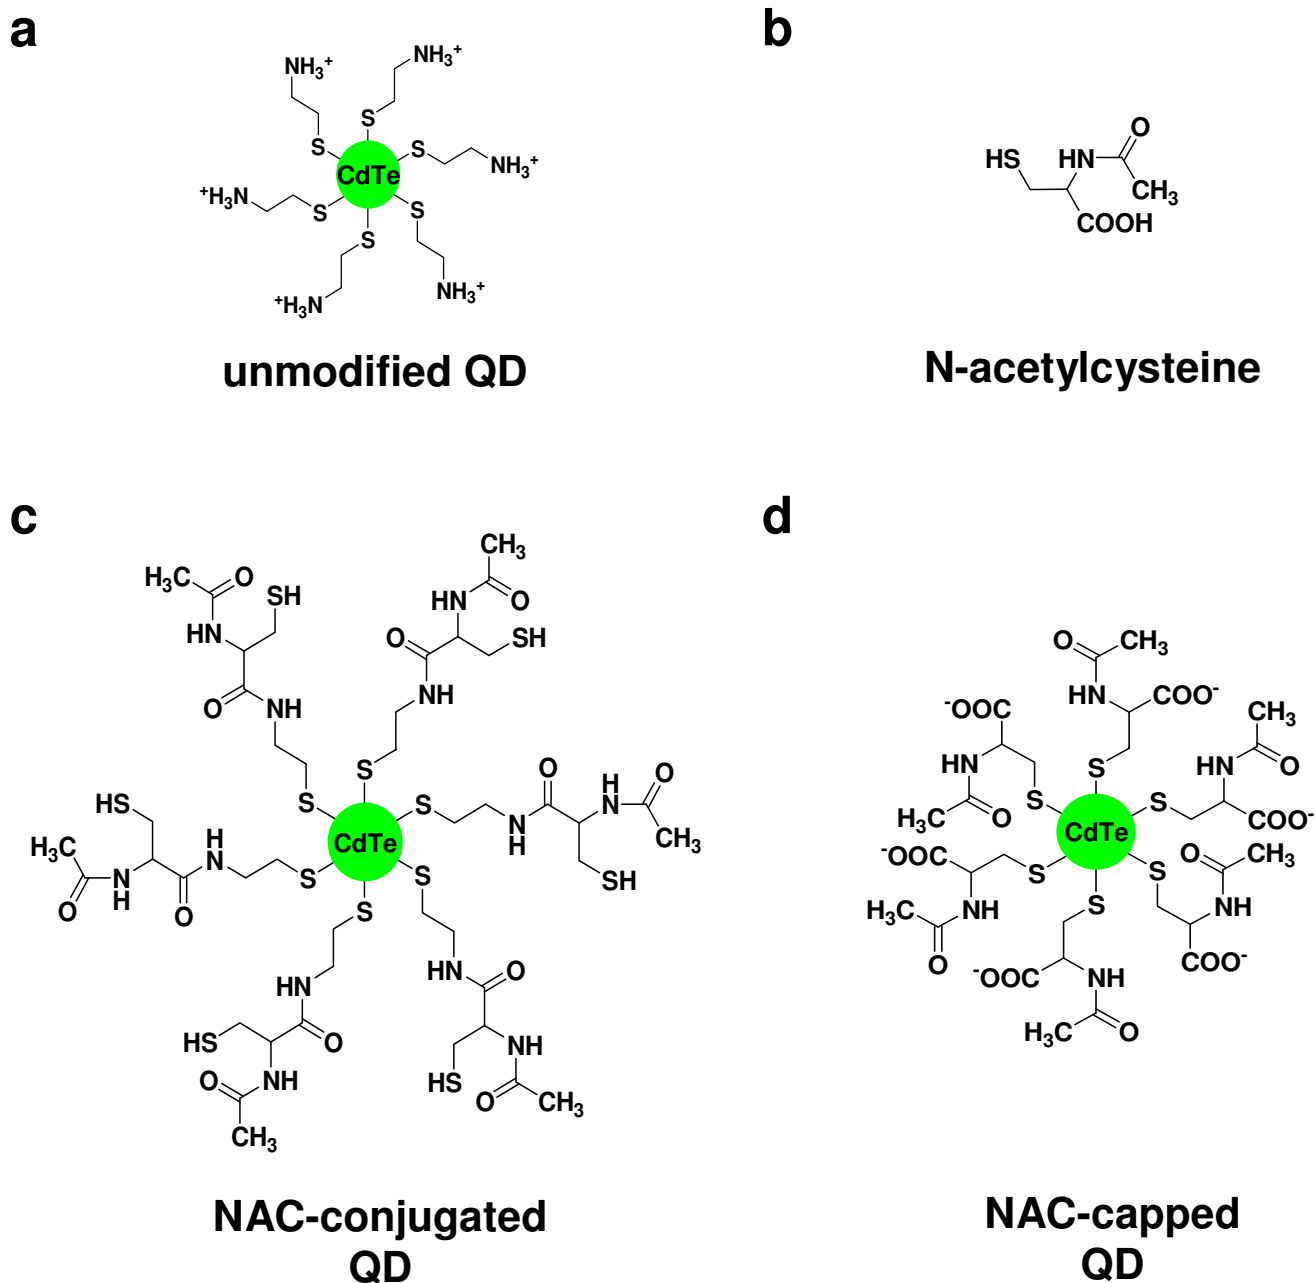 a
NH₃⁺
NH₃⁺
S
S
S
CdTe
NH₃⁺
⁺H₃N
S
S
S
NH₃⁺
⁺H₃N
unmodified QD
b
O
HS
HN
CH₃
COOH
N-acetylcysteine
c
CH₃
H₃C
O
SH
HN
O
HN
O
SH
O
NH
NH
S
O
H
N
O
HS
S
S
CdTe
N
H
CH₃
H₃C
H
N
S
S
SH
N
H
O
O
S
HN
HN
O
HS
O
NH
O
NH
HS
O
CH₃
CH₃
NAC-conjugated
QD
d
O
CH₃
HN
COO⁻
⁻OOC
CH₃
HN
S
HN
O
H₃C
O
S
S
COO⁻
CdTe
⁻OOC
S
S
O
CH₃
H₃C
NH
S
NH
O
⁻OOC
NH
COO⁻
H₃C
O
NAC-capped
QD